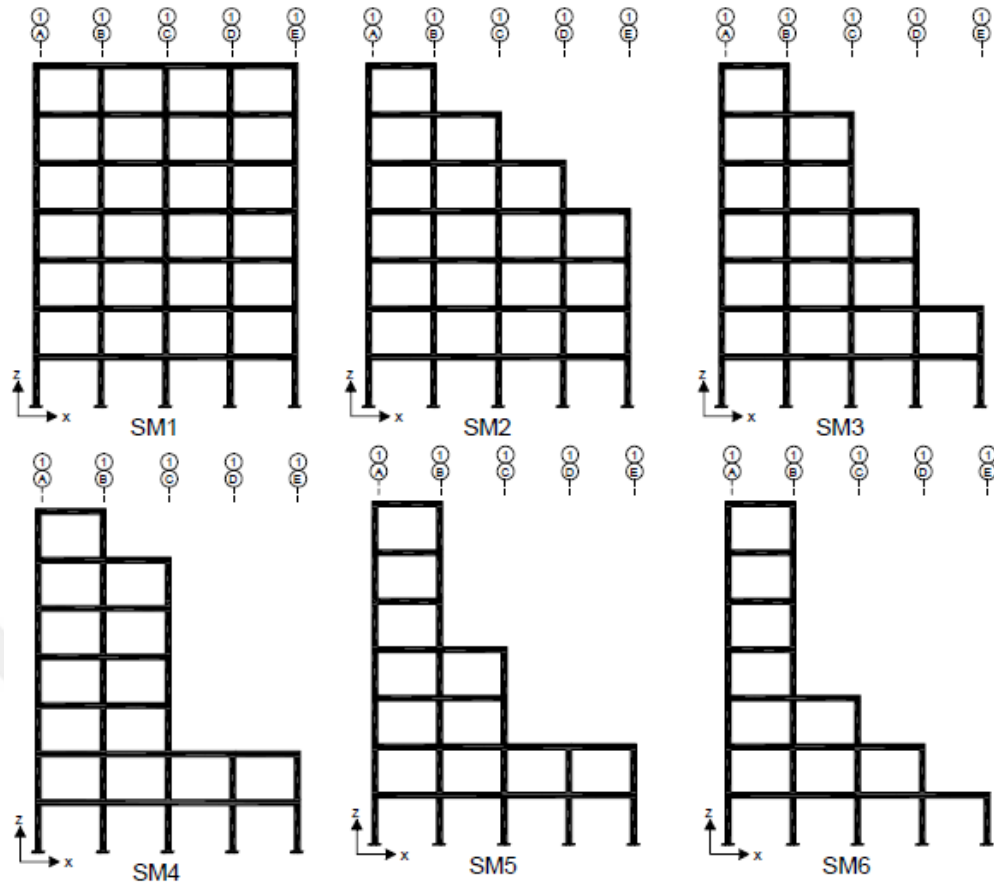 1 1 1 1 1 1 1 1 1 1 1 1 1 1 1
A B C D E A B C D E A B C D E
z z z
x x x
SM1 SM2 SM3
1 1 1 1 1 1 1 1 1 1 1 1 1 1 1
A B C D E A B C D E A B C D E
z z z
x x x
SM4 SM5 SM6